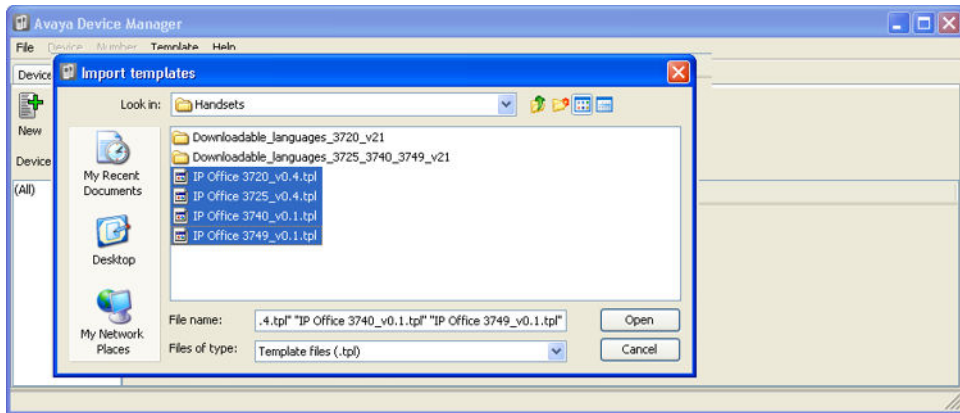 Avaya Device Manager
File Device Number Template Help
Import templates
Device
Look in: Handsets
New
Device
(All)
My Recent Documents
Desktop
My Network Places
Downloadable_languages_3720_v21
Downloadable_languages_3725_3740_3749_v21
IP Office 3720_v0.4.tpl
IP Office 3725_v0.4.tpl
IP Office 3740_v0.1.tpl
IP Office 3749_v0.1.tpl
File name: .4.tpl" "IP Office 3740_v0.1.tpl" "IP Office 3749_v0.1.tpl" Open
Files of type: Template files (.tpl) Cancel